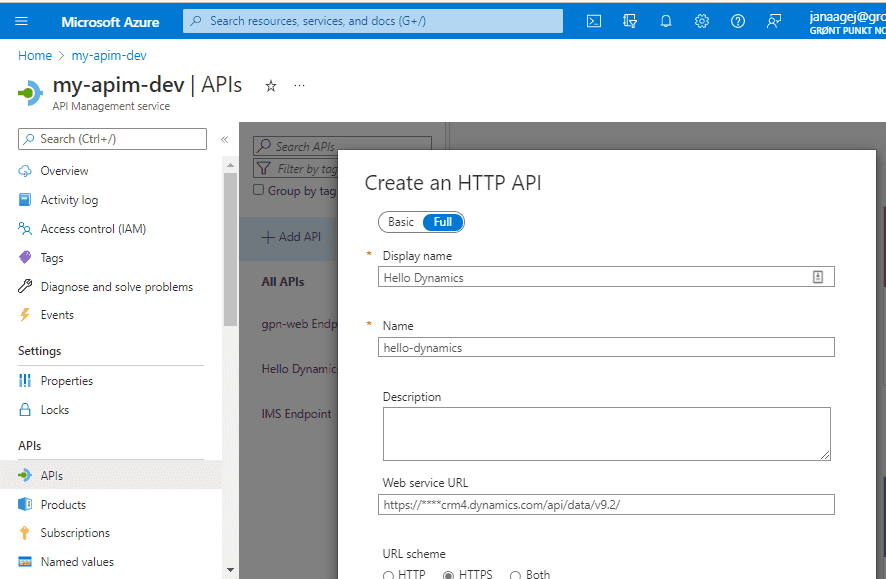 Microsoft Azure
Search resources, services, and docs (G+/)
janaagej@gro
GRØNT PUNKT NO
Home > my-apim-dev
my-apim-dev | APIs
API Management service
Search (Ctrl+/)
Overview
Activity log
Access control (IAM)
Tags
Diagnose and solve problems
Events
Settings
Properties
Locks
APIs
APIs
Products
Subscriptions
Named values
Search APIs
Filter by tag
Group by tag
+ Add API
All APIs
gpn-web Endp
Hello Dynamic
IMS Endpoint
Create an HTTP API
Basic Full
* Display name
Hello Dynamics
* Name
hello-dynamics
Description
Web service URL
https://****crm4.dynamics.com/api/data/v9.2/
URL scheme
HTTP HTTPS Both